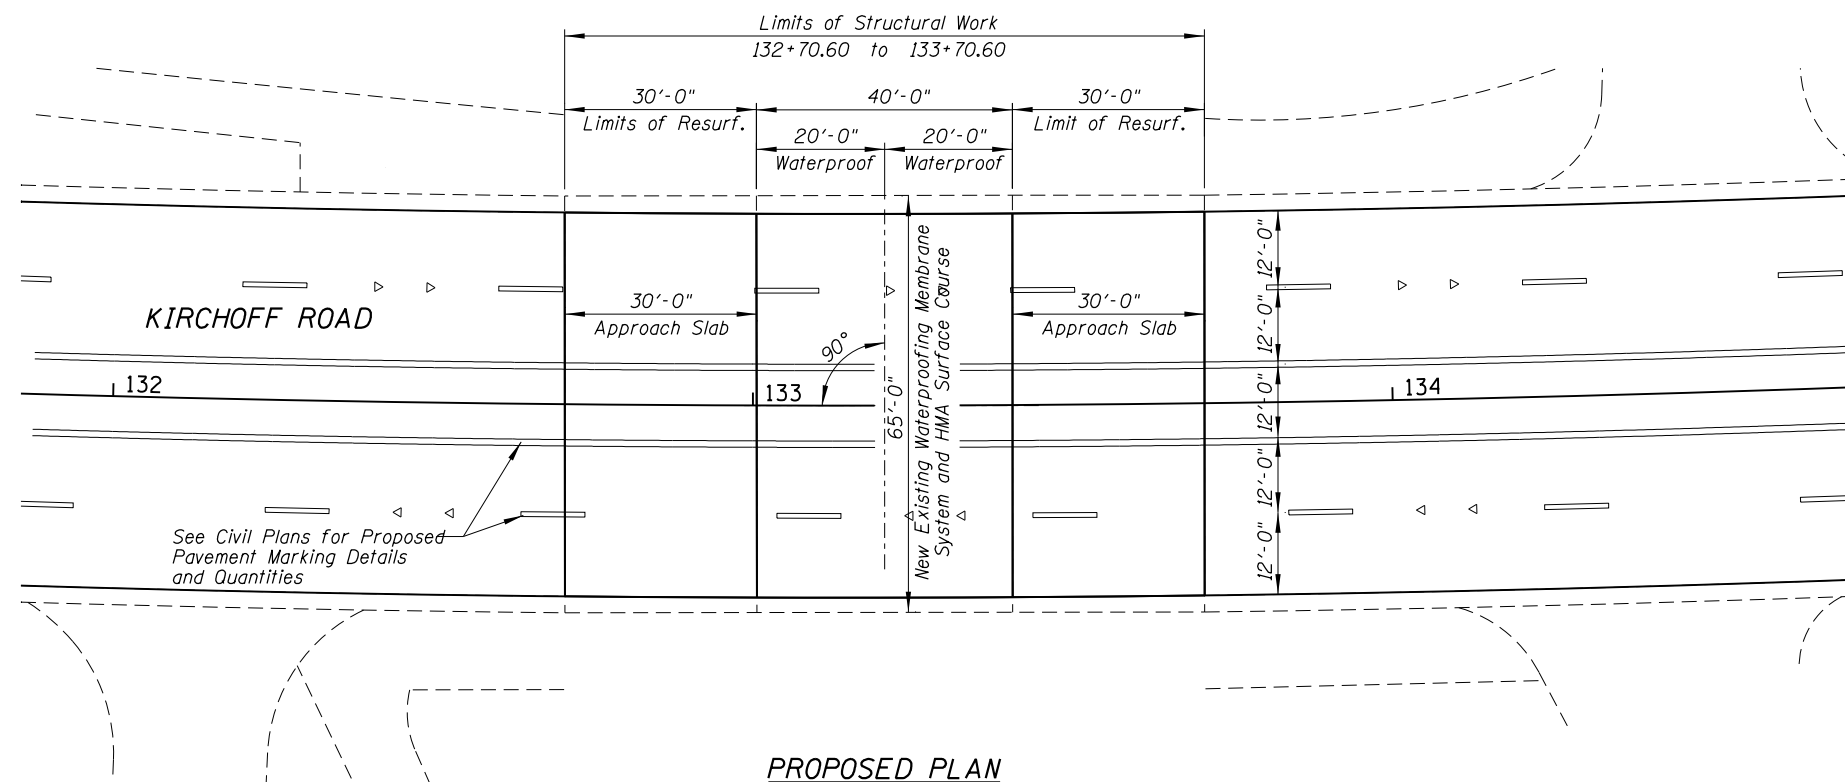 Limits of Structural Work
132+70.60 to 133+70.60
30'-0"
40'-0"
30'-0"
Limits of Resurf.
Limit of Resurf.
20'-0"
20'-0"
Waterproof
Waterproof
KIRCHOFF ROAD
30'-0"
Approach Slab
30'-0"
Approach Slab
90°
65'-0"
New Existing Waterproofing Membrane
System and HMA Surface Course
12'-0"
12'-0"
12'-0"
12'-0"
12'-0"
132
133
134
See Civil Plans for Proposed
Pavement Marking Details
and Quantities
PROPOSED PLAN